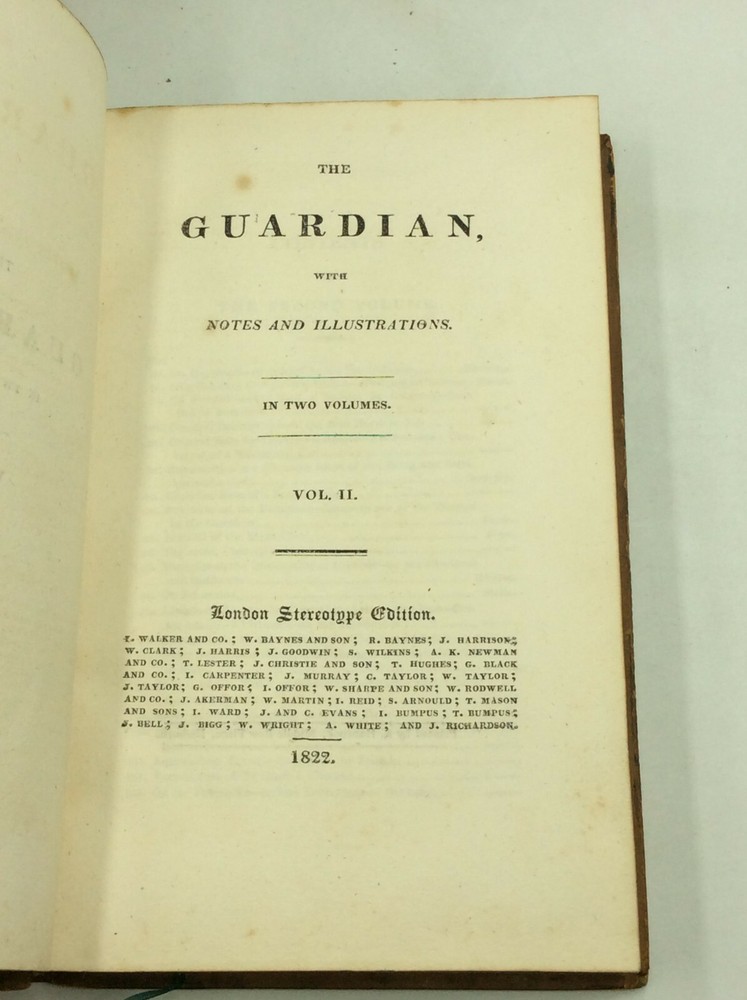 THE
GUARDIAN,
WITH
NOTES AND ILLUSTRATIONS.
IN TWO VOLUMES.
VOL. II.
London Stereotype Edition.
WALKER AND CO.; W. BAYNES AND SON; R. BAYNES; J. HARRISON;
W. CLARK; J. HARRIS; J. GOODWIN; S. WILKINS; A. K. NEWMAN
AND CO.; T. LESTER; J. CHRISTIE AND SON; T. HUGHES; G. BLACK
AND CO.; I. CARPENTER; J. MURRAY; C. TAYLOR; W. TAYLOR;
J. TAYLOR; G. OFFOR; I. OFFOR; W. SHARPE AND SON; W. RODWELL
AND CO.; J. AKERMAN; W. MARTIN; I. REID; S. ARNOULD; T. MASON
AND SONS; I. WARD; J. AND C. EVANS; I. BUMPUS; T. BUMPUS;
BELL; J. BIGG; W. WRIGHT; A. WHITE; AND J. RICHARDSON.
1822.